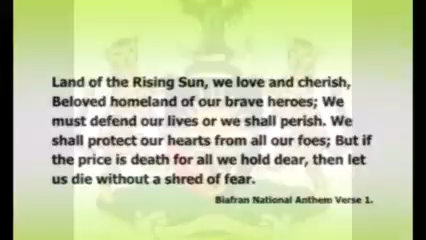 Land of the Rising Sun, we love and cherish,
Beloved homeland of our brave heroes; We
must defend our lives or we shall perish. We
shall protect our hearts from all our foes; But if
the price is death for all we hold dear, then let
us die without a shred of fear.
Biafran National Anthem Verse 1.